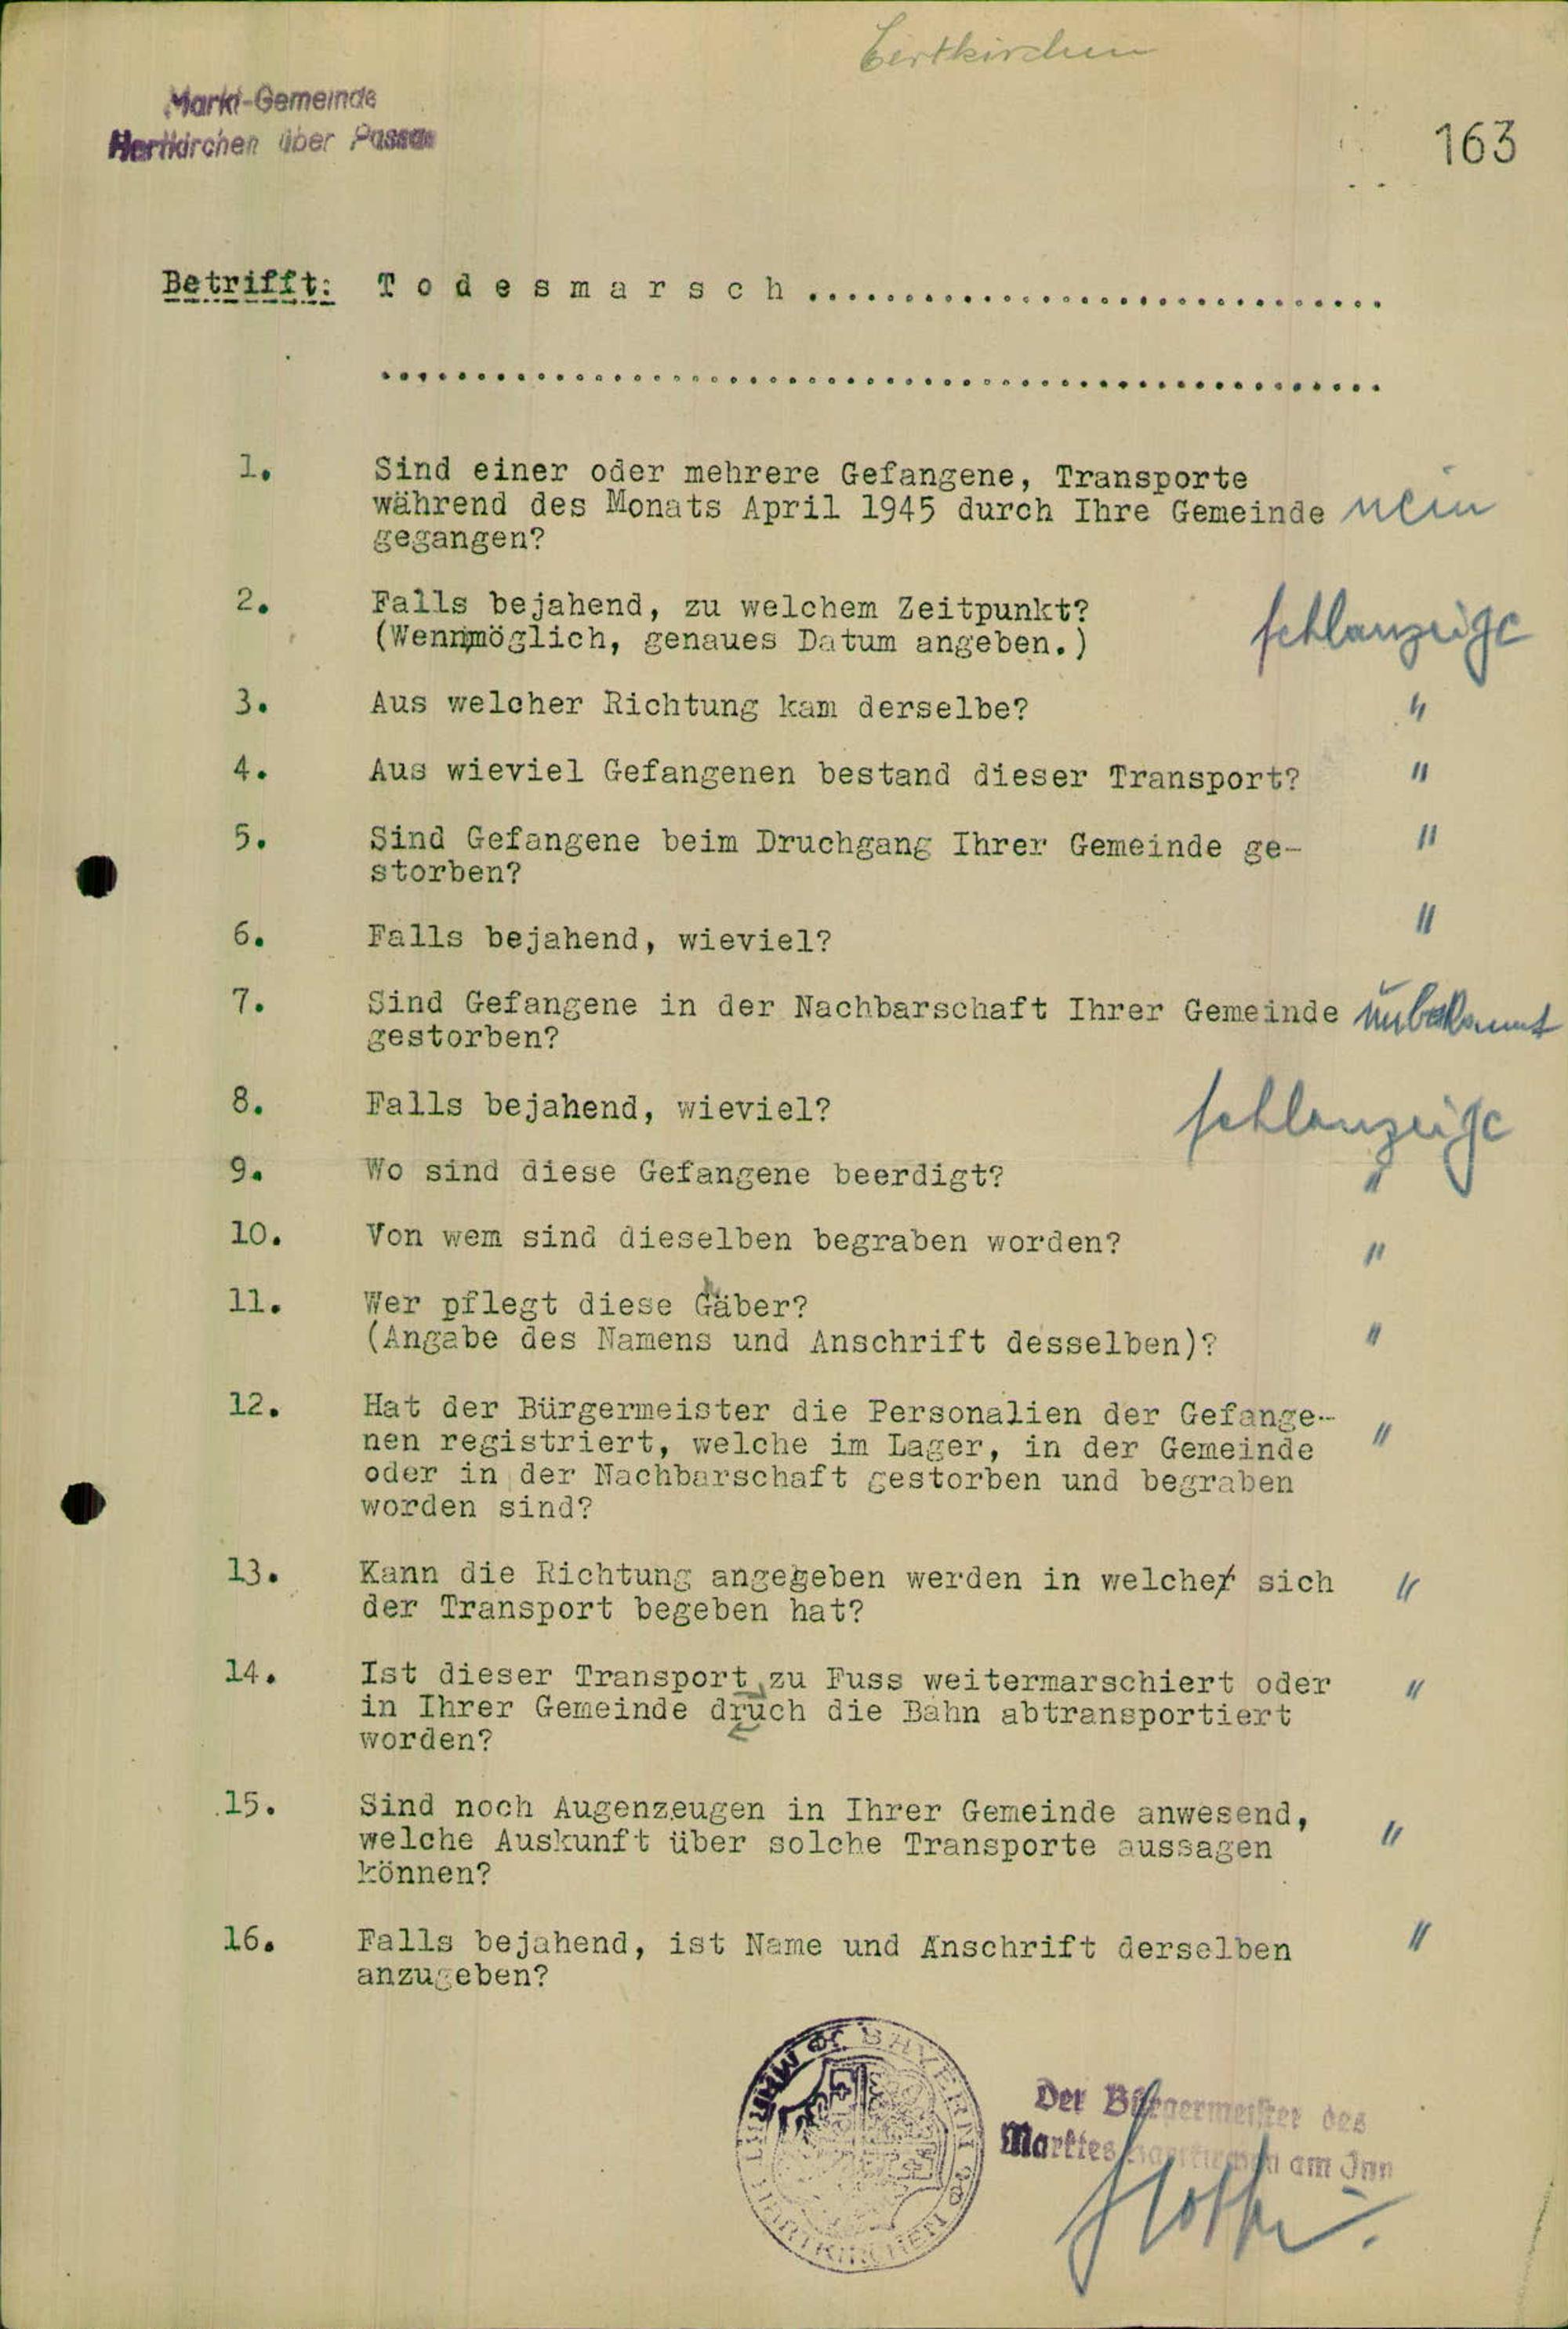 Markt-Gemeinde
Hartkirchen über Passau
163
Betrifft: T o d e s m a r s c h ..............................
....................................................
1. Sind einer oder mehrere Gefangene, Transporte
während des Monats April 1945 durch Ihre Gemeinde nein
gegangen?
2. Falls bejahend, zu welchem Zeitpunkt?
(Wennmöglich, genaues Datum angeben.) fehlanzeige
3. Aus welcher Richtung kam derselbe? "
4. Aus wieviel Gefangenen bestand dieser Transport? "
5. Sind Gefangene beim Druchgang Ihrer Gemeinde ge- "
storben?
6. Falls bejahend, wieviel? "
7. Sind Gefangene in der Nachbarschaft Ihrer Gemeinde unbekannt
gestorben?
8. Falls bejahend, wieviel? fehlanzeige
9. Wo sind diese Gefangene beerdigt? "
10. Von wem sind dieselben begraben worden? "
11. Wer pflegt diese Gäber?
(Angabe des Namens und Anschrift desselben)? "
12. Hat der Bürgermeister die Personalien der Gefange-
nen registriert, welche im Lager, in der Gemeinde "
oder in der Nachbarschaft gestorben und begraben
worden sind?
13. Kann die Richtung angegeben werden in welcher sich "
der Transport begeben hat?
14. Ist dieser Transport zu Fuss weitermarschiert oder "
in Ihrer Gemeinde druch die Bahn abtransportiert
worden?
15. Sind noch Augenzeugen in Ihrer Gemeinde anwesend,
welche Auskunft über solche Transporte aussagen "
können?
16. Falls bejahend, ist Name und Anschrift derselben "
anzugeben?
BAYERN
HARTKIRCHEN
Der Bürgermeister des
Marktes Hartkirchen am Inn